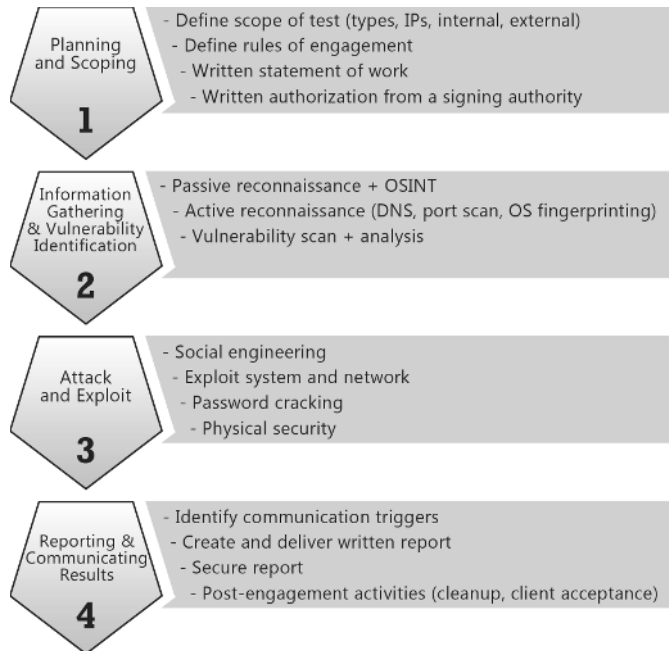 Planning
and Scoping
1
- Define scope of test (types, IPs, internal, external)
- Define rules of engagement
- Written statement of work
- Written authorization from a signing authority
Information
Gathering
& Vulnerability
Identification
2
- Passive reconnaissance + OSINT
- Active reconnaissance (DNS, port scan, OS fingerprinting)
- Vulnerability scan + analysis
Attack
and Exploit
3
- Social engineering
- Exploit system and network
- Password cracking
- Physical security
Reporting &
Communicating
Results
4
- Identify communication triggers
- Create and deliver written report
- Secure report
- Post-engagement activities (cleanup, client acceptance)